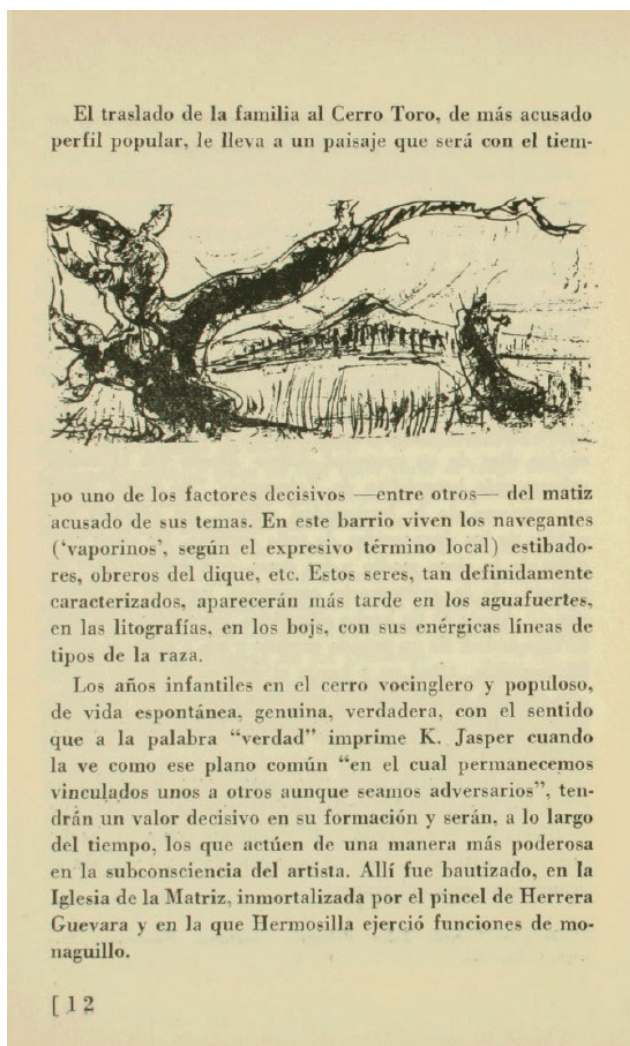 El traslado de la familia al Cerro Toro, de más acusado
perfil popular, le lleva a un paisaje que será con el tiem-
po uno de los factores decisivos —entre otros— del matiz
acusado de sus temas. En este barrio viven los navegantes
(‘vaporinos’, según el expresivo término local) estibado-
res, obreros del dique, etc. Estos seres, tan definidamente
caracterizados, aparecerán más tarde en los aguafuertes,
en las litografías, en los bojs, con sus enérgicas líneas de
tipos de la raza.
Los años infantiles en el cerro vocinglero y populoso,
de vida espontánea, genuina, verdadera, con el sentido
que a la palabra “verdad” imprime K. Jasper cuando
la ve como ese plano común “en el cual permanecemos
vinculados unos a otros aunque seamos adversarios”, ten-
drán un valor decisivo en su formación y serán, a lo largo
del tiempo, los que actúen de una manera más poderosa
en la subconsciencia del artista. Allí fue bautizado, en la
Iglesia de la Matriz, inmortalizada por el pincel de Herrera
Guevara y en la que Hermosilla ejerció funciones de mo-
naguillo.
[ 12